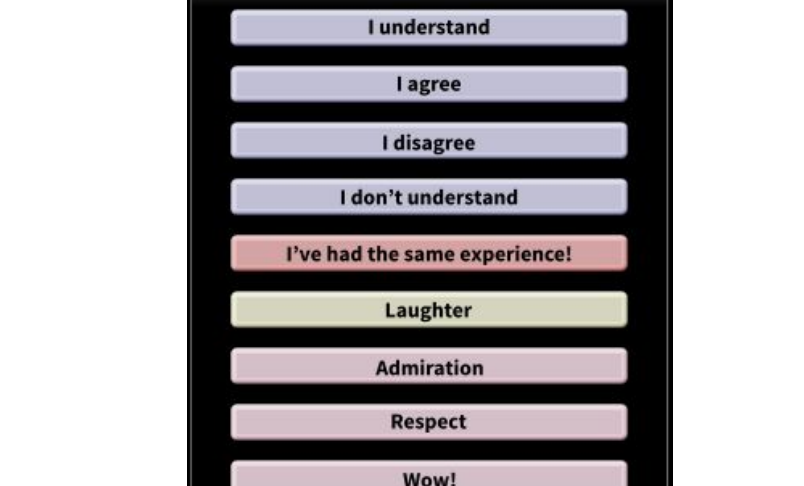 I understand
I agree
I disagree
I don’t understand
I’ve had the same experience!
Laughter
Admiration
Respect
Wow!